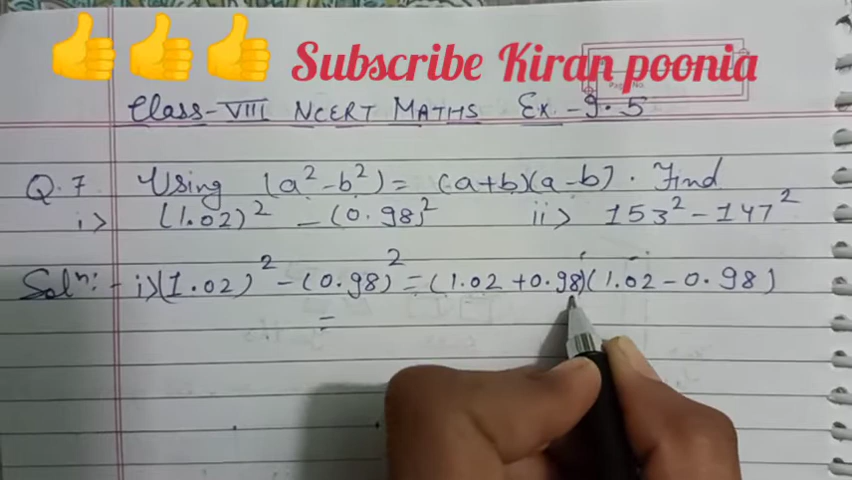 👍👍👍 Subscribe Kiran poonia
Class-VIII NCERT MATHS Ex-9.5
Q.7 Using (a²-b²) = (a+b)(a-b). Find
i> (1.02)² - (0.98)² ii> 153² - 147²
Solⁿ:- i>(1.02)² - (0.98)² = (1.02 + 0.98)(1.02 - 0.98)
=